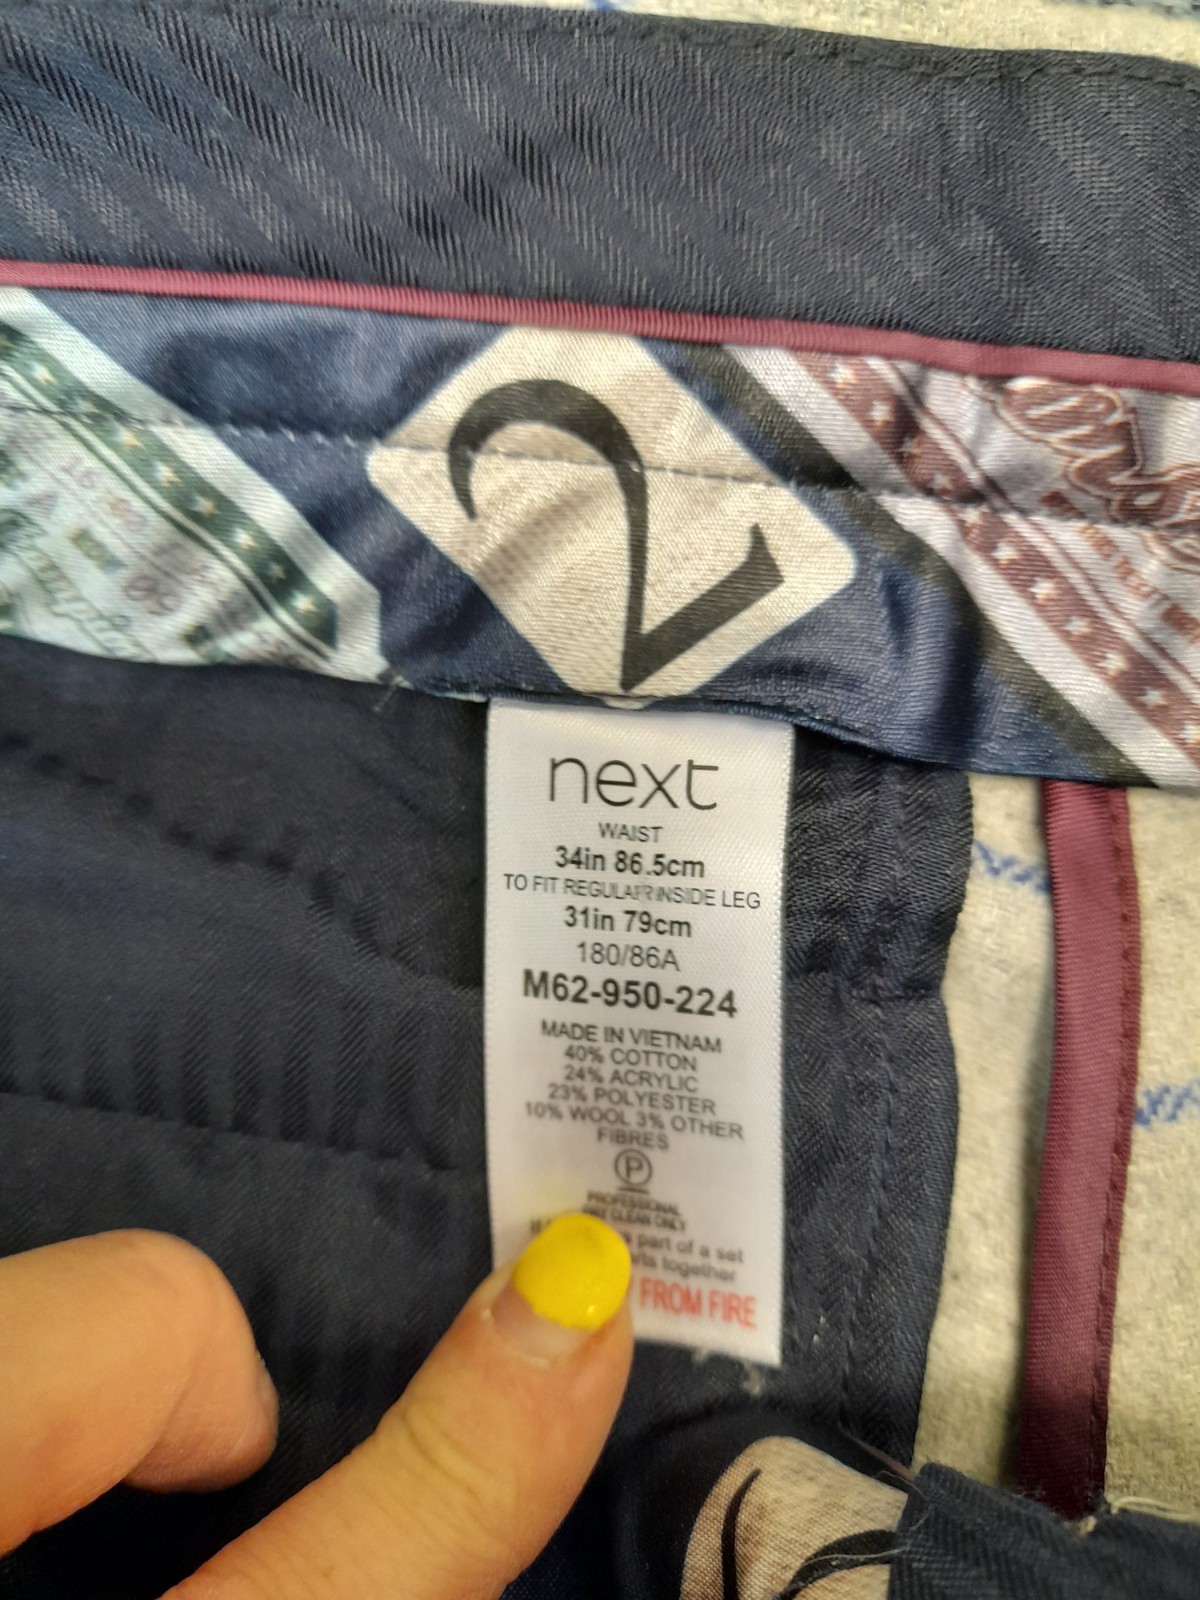 2
next
WAIST
34in 86.5cm
TO FIT REGULAR INSIDE LEG
31in 79cm
180/86A
M62-950-224
MADE IN VIETNAM
40% COTTON
24% ACRYLIC
23% POLYESTER
10% WOOL 3% OTHER
FIBRES
P
PROFESSIONAL
DRY CLEAN ONLY
part of a set
together
FROM FIRE